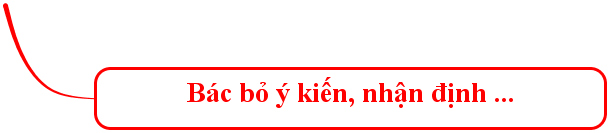 Bác bỏ ý kiến, nhận định ...